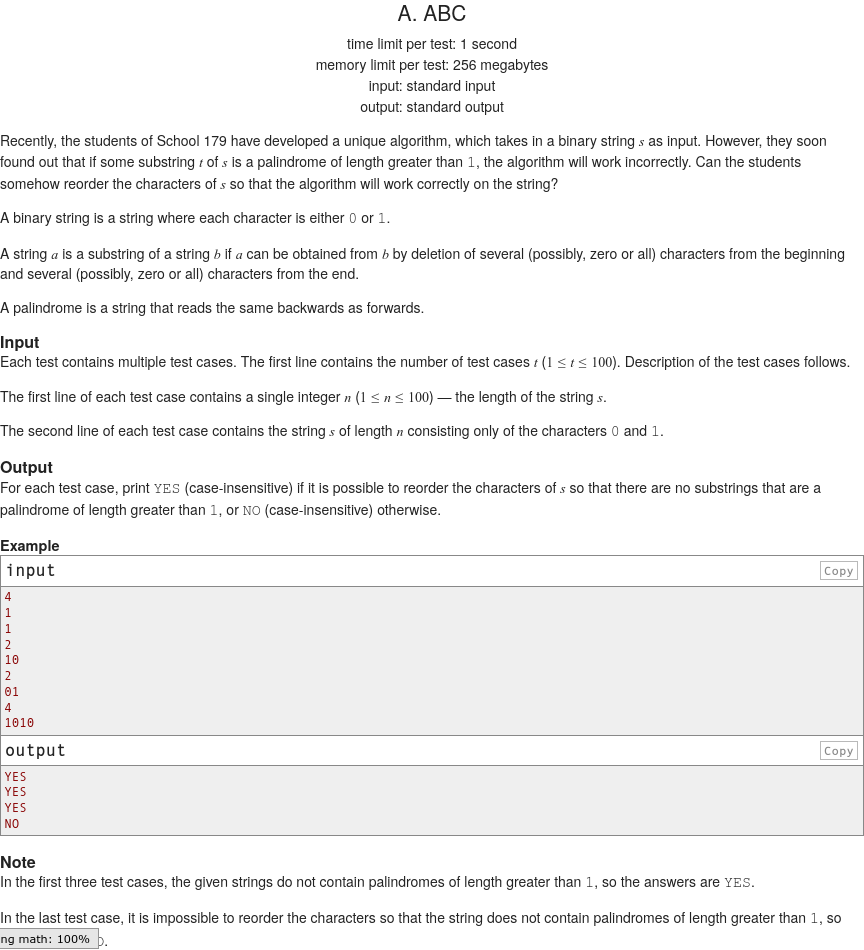 A. ABC
time limit per test: 1 second
memory limit per test: 256 megabytes
input: standard input
output: standard output
Recently, the students of School 179 have developed a unique algorithm, which takes in a binary string s as input. However, they soon
found out that if some substring t of s is a palindrome of length greater than 1, the algorithm will work incorrectly. Can the students
somehow reorder the characters of s so that the algorithm will work correctly on the string?
A binary string is a string where each character is either 0 or 1.
A string a is a substring of a string b if a can be obtained from b by deletion of several (possibly, zero or all) characters from the beginning
and several (possibly, zero or all) characters from the end.
A palindrome is a string that reads the same backwards as forwards.
Input
Each test contains multiple test cases. The first line contains the number of test cases t (1 ≤ t ≤ 100). Description of the test cases follows.
The first line of each test case contains a single integer n (1 ≤ n ≤ 100) — the length of the string s.
The second line of each test case contains the string s of length n consisting only of the characters 0 and 1.
Output
For each test case, print YES (case-insensitive) if it is possible to reorder the characters of s so that there are no substrings that are a
palindrome of length greater than 1, or NO (case-insensitive) otherwise.
Example
input Copy
4
1
1
2
10
2
01
4
1010
output Copy
YES
YES
YES
NO
Note
In the first three test cases, the given strings do not contain palindromes of length greater than 1, so the answers are YES.
In the last test case, it is impossible to reorder the characters so that the string does not contain palindromes of length greater than 1, so
ng math: 100%